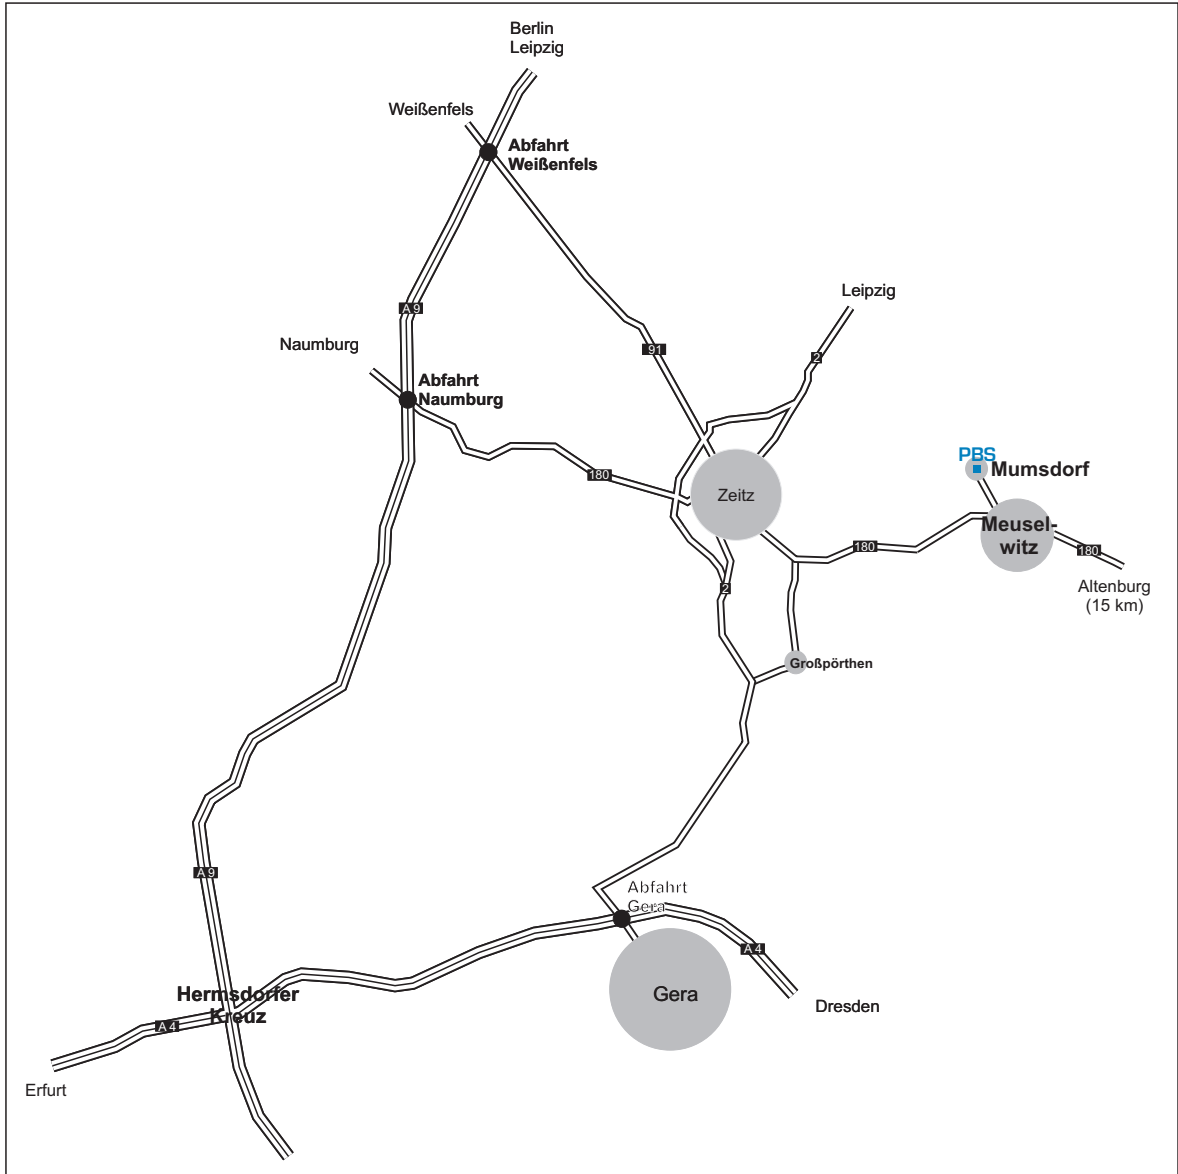 Berlin
Leipzig
Weißenfels
Abfahrt
Weißenfels
Leipzig
A 9
Naumburg
91
2
Abfahrt
Naumburg
PBS
Mumsdorf
180
Zeitz
Meusel-
witz
180
180
Altenburg
(15 km)
2
Großpörthen
A 9
Abfahrt
Gera
A 4
Hermsdorfer
Kreuz
Gera
Dresden
A 4
Erfurt